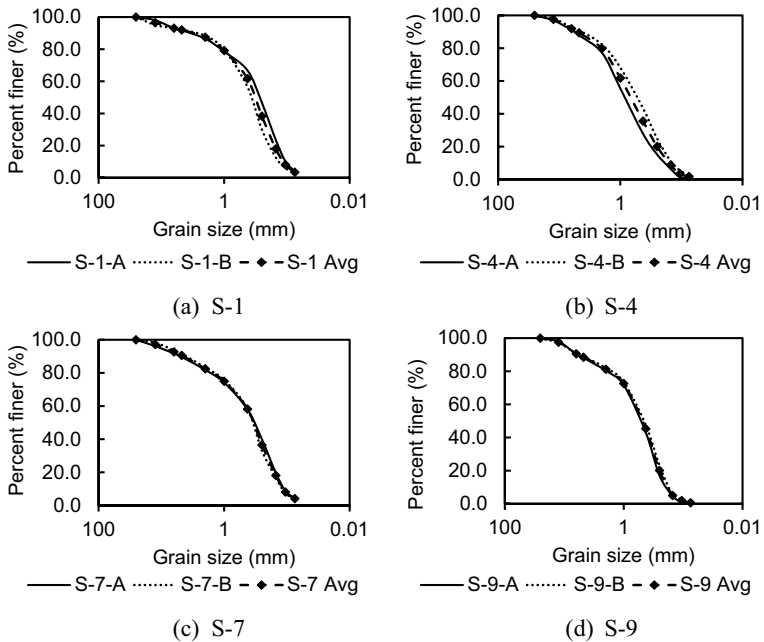 Percent finer (%)
100.0
80.0
60.0
40.0
20.0
0.0
100 1 0.01
Grain size (mm)
S-1-A S-1-B S-1 Avg
(a) S-1
Percent finer (%)
100.0
80.0
60.0
40.0
20.0
0.0
100 1 0.01
Grain size (mm)
S-4-A S-4-B S-4 Avg
(b) S-4
Percent finer (%)
100.0
80.0
60.0
40.0
20.0
0.0
100 1 0.01
Grain size (mm)
S-7-A S-7-B S-7 Avg
(c) S-7
Percent finer (%)
100.0
80.0
60.0
40.0
20.0
0.0
100 1 0.01
Grain size (mm)
S-9-A S-9-B S-9 Avg
(d) S-9